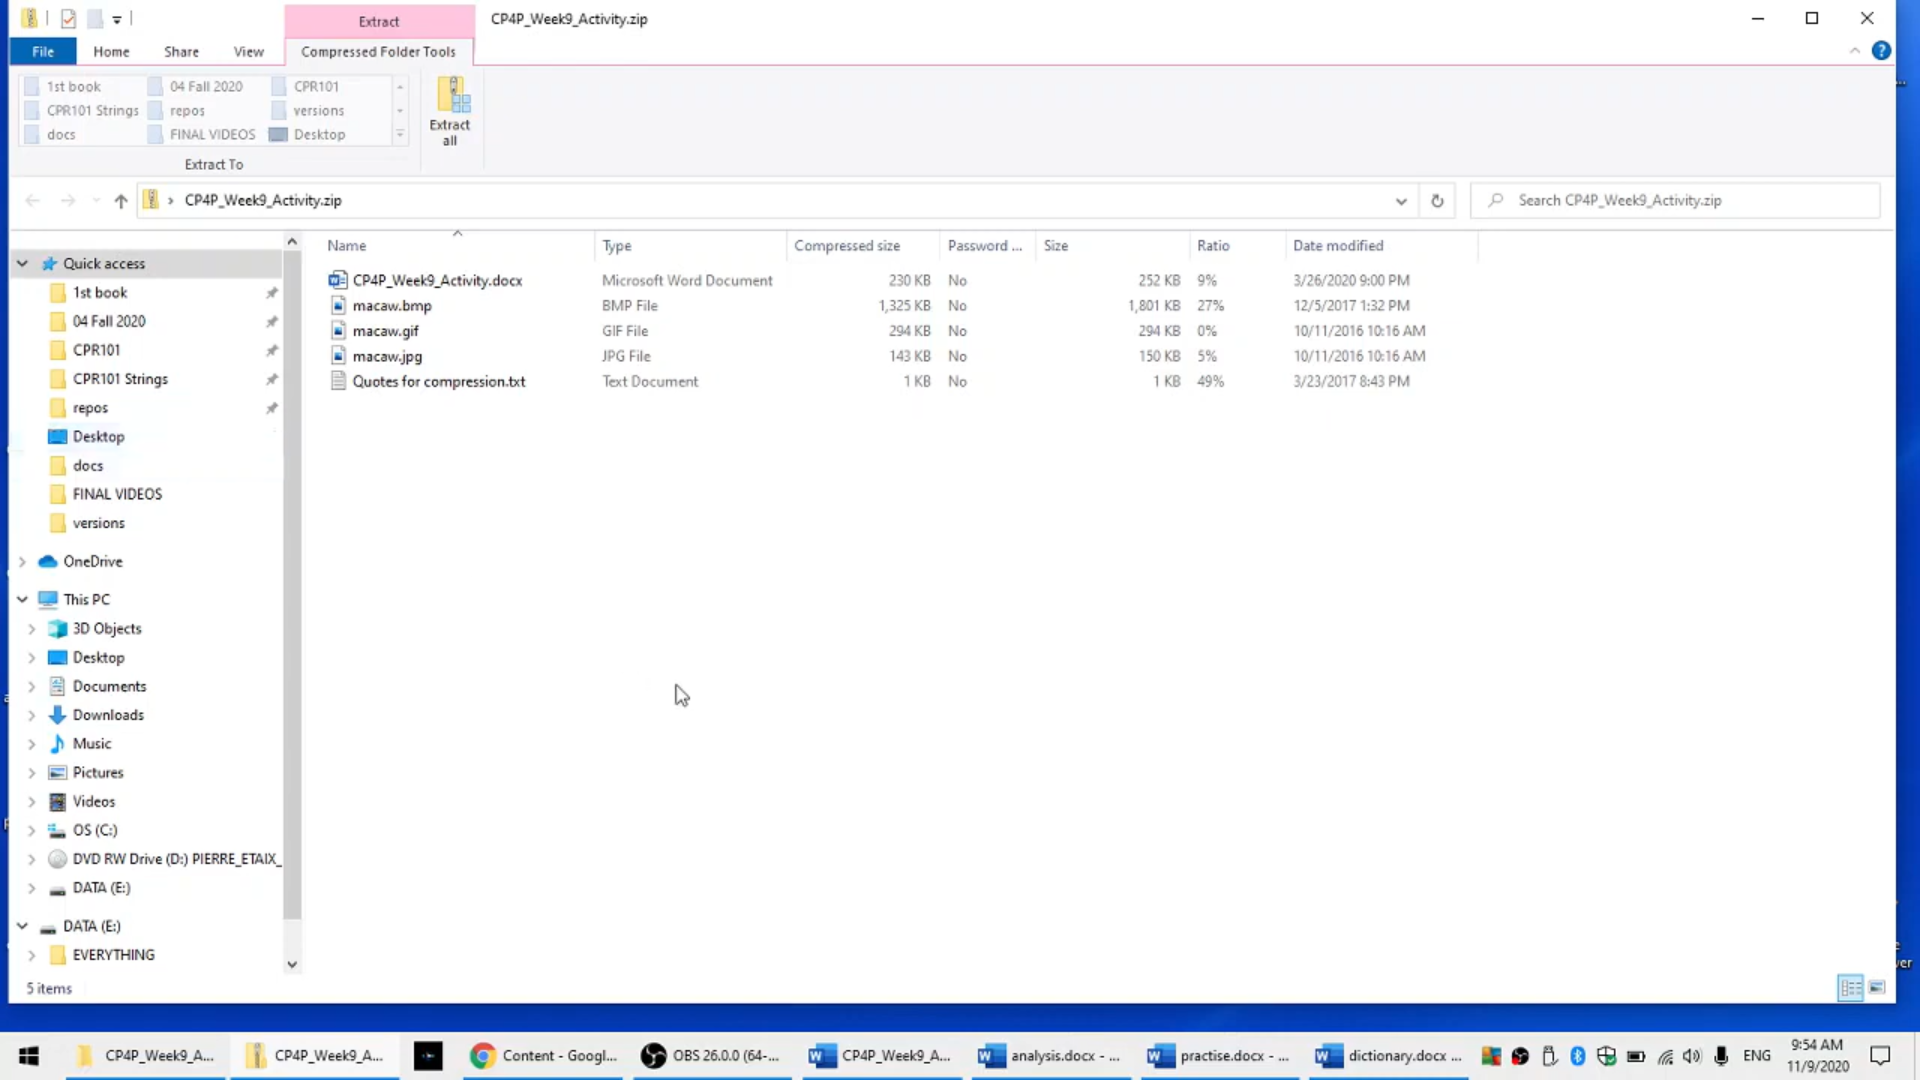 Extract
CP4P_Week9_Activity.zip
File
Home
Share
View
Compressed Folder Tools
1st book
04 Fall 2020
CPR101
CPR101 Strings
repos
versions
docs
FINAL VIDEOS
Desktop
Extract To
Extract
all
CP4P_Week9_Activity.zip
Search CP4P_Week9_Activity.zip
Name
Type
Compressed size
Password ...
Size
Ratio
Date modified
CP4P_Week9_Activity.docx Microsoft Word Document 230 KB No 252 KB 9% 3/26/2020 9:00 PM
macaw.bmp BMP File 1,325 KB No 1,801 KB 27% 12/5/2017 1:32 PM
macaw.gif GIF File 294 KB No 294 KB 0% 10/11/2016 10:16 AM
macaw.jpg JPG File 143 KB No 150 KB 5% 10/11/2016 10:16 AM
Quotes for compression.txt Text Document 1 KB No 1 KB 49% 3/23/2017 8:43 PM
Quick access
1st book
04 Fall 2020
CPR101
CPR101 Strings
repos
Desktop
docs
FINAL VIDEOS
versions
OneDrive
This PC
3D Objects
Desktop
Documents
Downloads
Music
Pictures
Videos
OS (C:)
DVD RW Drive (D:) PIERRE_ETAIX_
DATA (E:)
DATA (E:)
EVERYTHING
5 items
CP4P_Week9_A...
CP4P_Week9_A...
Content - Googl...
OBS 26.0.0 (64-...
CP4P_Week9_A...
analysis.docx - ...
practise.docx - ...
dictionary.docx ...
ENG
9:54 AM
11/9/2020